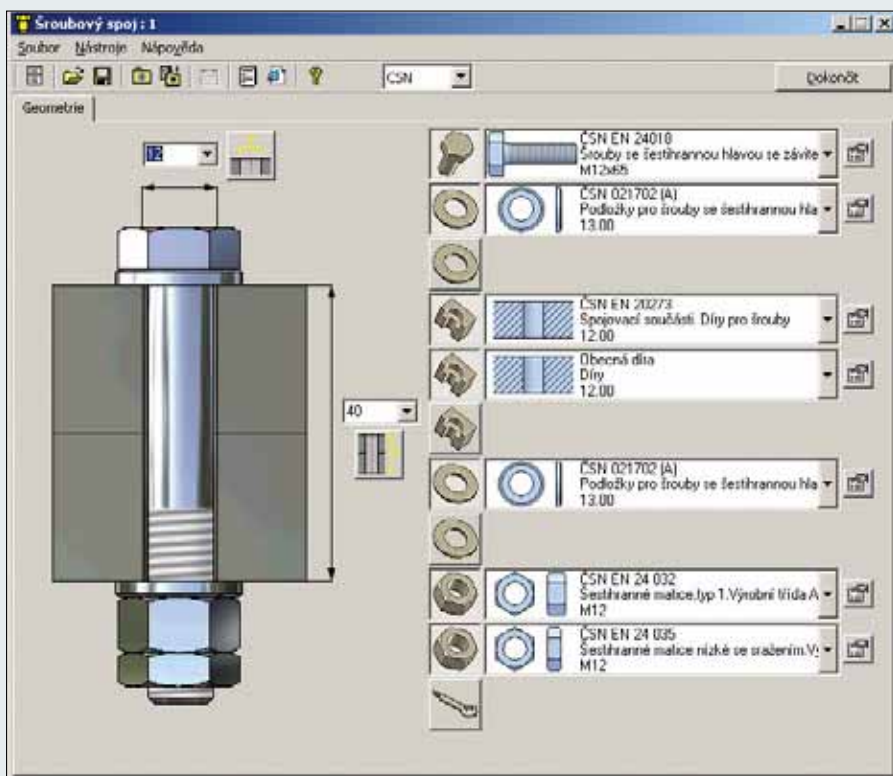 Šroubový spoj : 1
Soubor Nástroje Nápověda
ČSN
Dokončit
Geometrie
12
40
ČSN EN 24018
Šrouby se šestihrannou hlavou se závite
M12x65
ČSN 021702 (A)
Podložky pro šrouby se šestihrannou hla
13.00
ČSN EN 20273
Spojovací součásti. Díry pro šrouby
12.00
Obecná díra
Díry
12.00
ČSN 021702 (A)
Podložky pro šrouby se šestihrannou hla
13.00
ČSN EN 24 032
Šestihranné matice,typ 1.Výrobní třída A
M12
ČSN EN 24 035
Šestihranné matice nízké se sražením.Vý
M12